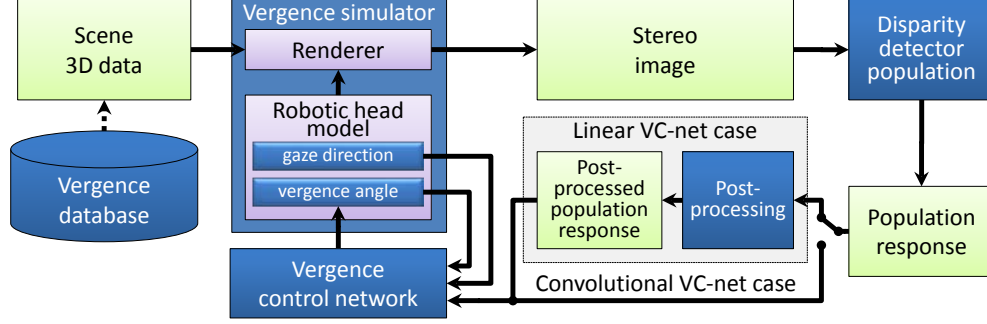 Vergence simulator
Scene
3D data
Renderer
Stereo
image
Disparity
detector
population
Robotic head
model
gaze direction
vergence angle
Vergence
database
Linear VC-net case
Post-
processed
population
response
Post-
processing
Population
response
Vergence
control network
Convolutional VC-net case